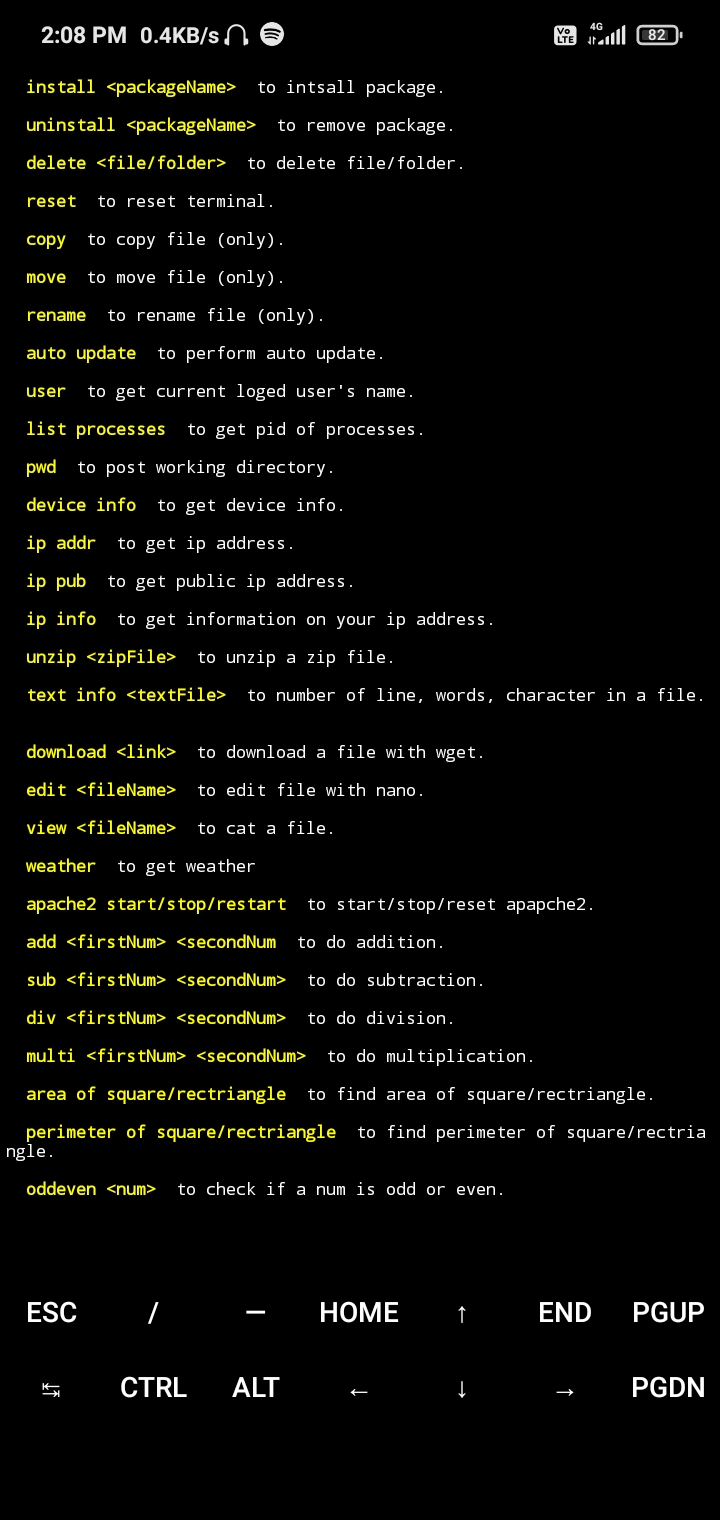 2:08 PM 0.4KB/s Vo LTE 4G 82
install <packageName> to intsall package.
uninstall <packageName> to remove package.
delete <file/folder> to delete file/folder.
reset to reset terminal.
copy to copy file (only).
move to move file (only).
rename to rename file (only).
auto update to perform auto update.
user to get current loged user's name.
list processes to get pid of processes.
pwd to post working directory.
device info to get device info.
ip addr to get ip address.
ip pub to get public ip address.
ip info to get information on your ip address.
unzip <zipFile> to unzip a zip file.
text info <textFile> to number of line, words, character in a file.
download <link> to download a file with wget.
edit <fileName> to edit file with nano.
view <fileName> to cat a file.
weather to get weather
apache2 start/stop/restart to start/stop/reset apapche2.
add <firstNum> <secondNum to do addition.
sub <firstNum> <secondNum> to do subtraction.
div <firstNum> <secondNum> to do division.
multi <firstNum> <secondNum> to do multiplication.
area of square/rectriangle to find area of square/rectriangle.
perimeter of square/rectriangle to find perimeter of square/rectria
ngle.
oddeven <num> to check if a num is odd or even.
ESC / — HOME ↑ END PGUP
↹ CTRL ALT ← ↓ → PGDN